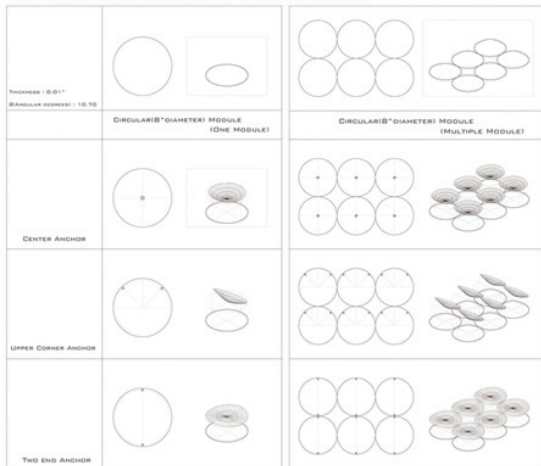 THICKNESS : 0.01"
θ(ANGULAR DEGREES) : 10.70
CIRCULAR(8"DIAMETER) MODULE
(ONE MODULE)
CIRCULAR(8"DIAMETER) MODULE
(MULTIPLE MODULE)
CENTER ANCHOR
UPPER CORNER ANCHOR
TWO END ANCHOR